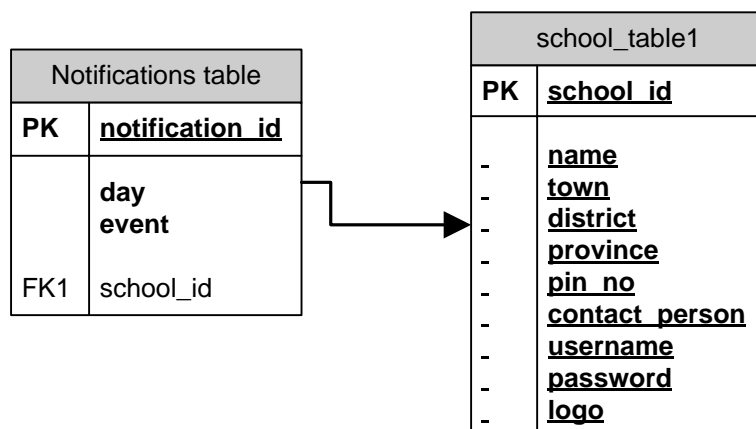 Notifications table
PK notification_id
day
event
FK1 school_id
school_table1
PK school_id
name
town
district
province
pin_no
contact_person
username
password
logo